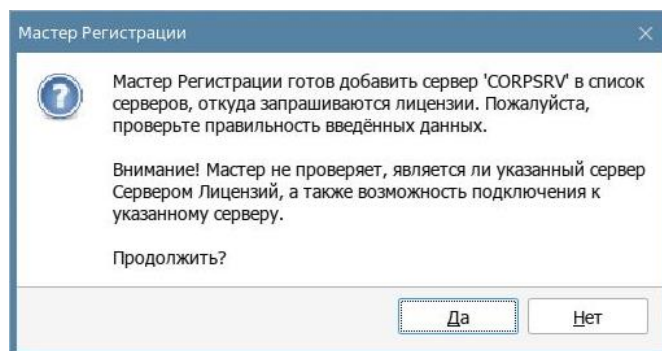 Мастер Регистрации
Мастер Регистрации готов добавить сервер 'CORPSRV' в список
серверов, откуда запрашиваются лицензии. Пожалуйста,
проверьте правильность введённых данных.
Внимание! Мастер не проверяет, является ли указанный сервер
Сервером Лицензий, а также возможность подключения к
указанному серверу.
Продолжить?
Да
Нет